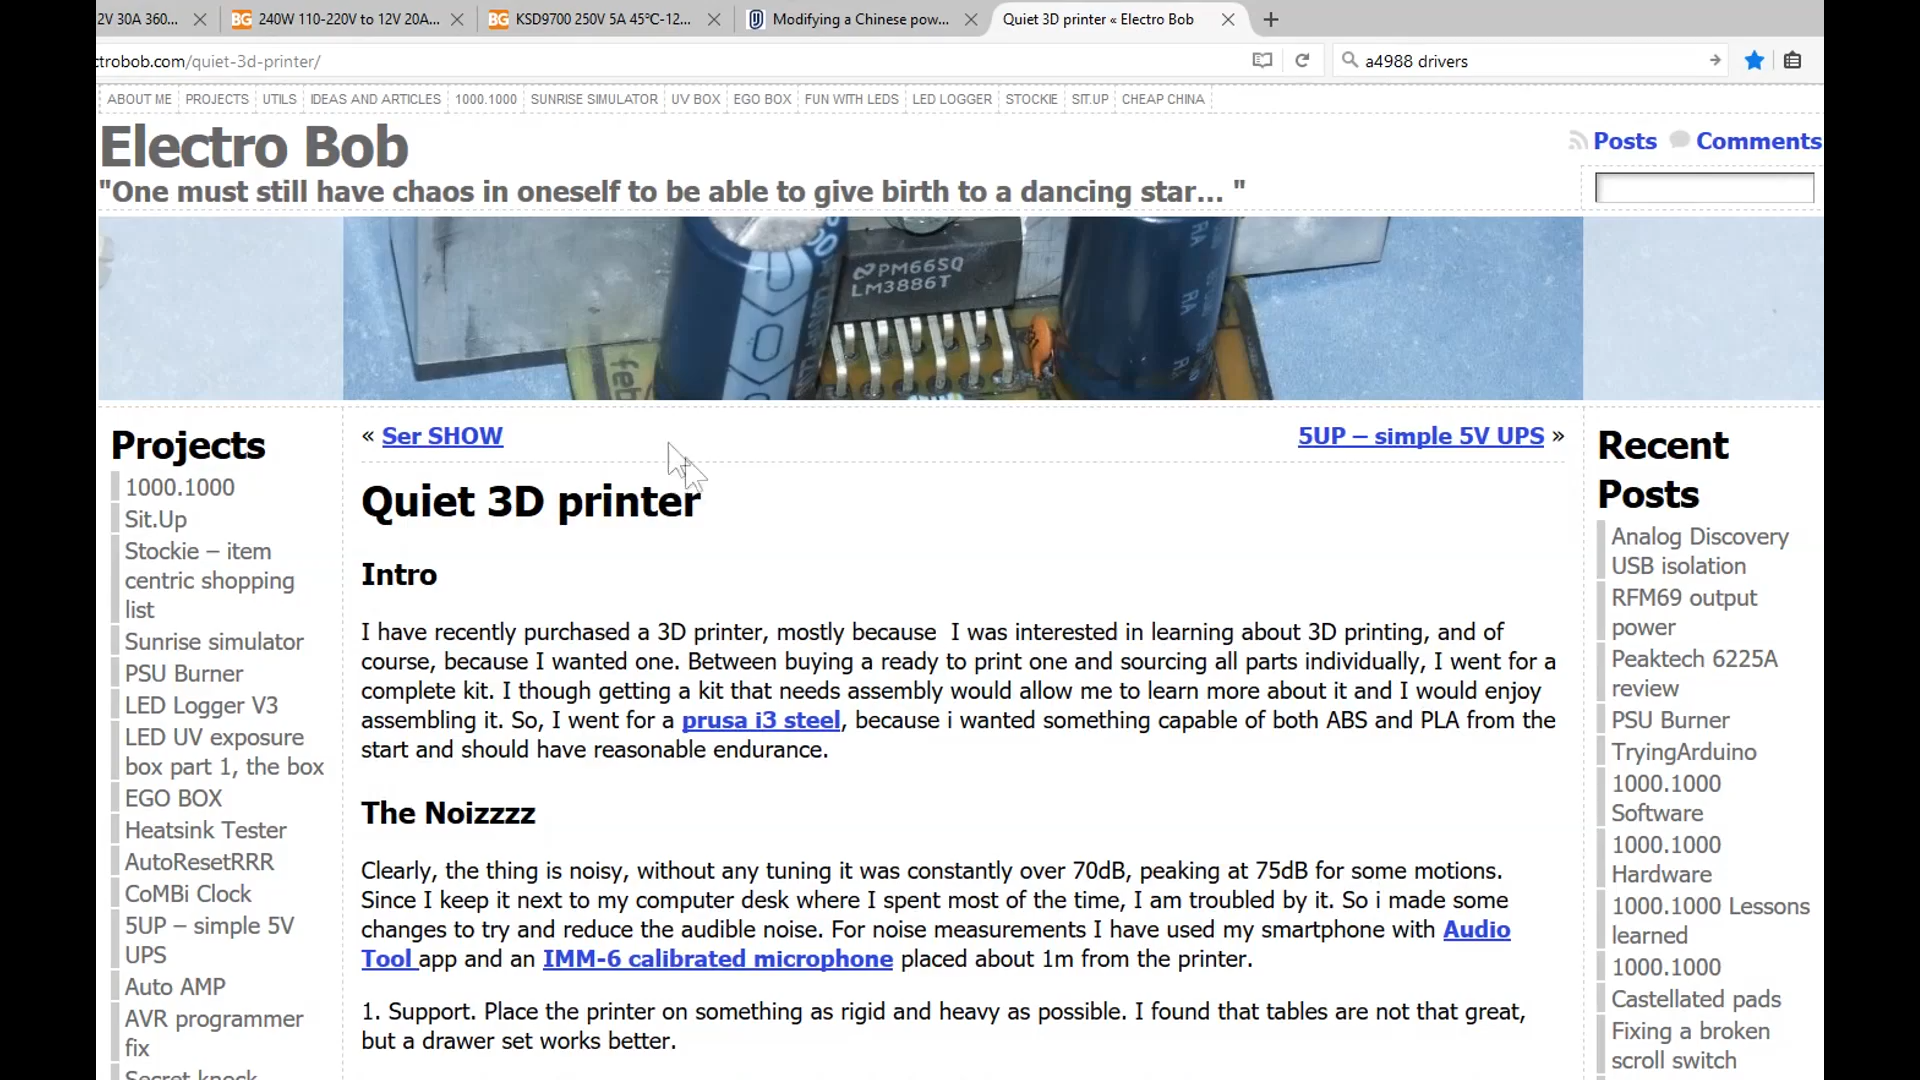 2V 30A 360...
BG 240W 110-220V to 12V 20A...
BG KSD9700 250V 5A 45℃-12...
Modifying a Chinese pow...
Quiet 3D printer « Electro Bob
ctrobob.com/quiet-3d-printer/
a4988 drivers
ABOUT ME PROJECTS UTILS IDEAS AND ARTICLES 1000.1000 SUNRISE SIMULATOR UV BOX EGO BOX FUN WITH LEDS LED LOGGER STOCKIE SIT.UP CHEAP CHINA
Electro Bob
Posts Comments
"One must still have chaos in oneself to be able to give birth to a dancing star... "
PM66SQ
LM3886T
RA
RA
feb
Projects
1000.1000
Sit.Up
Stockie – item
centric shopping
list
Sunrise simulator
PSU Burner
LED Logger V3
LED UV exposure
box part 1, the box
EGO BOX
Heatsink Tester
AutoResetRRR
CoMBi Clock
5UP – simple 5V
UPS
Auto AMP
AVR programmer
fix
Secret knock
« Ser SHOW
5UP – simple 5V UPS »
Quiet 3D printer
Intro
I have recently purchased a 3D printer, mostly because I was interested in learning about 3D printing, and of
course, because I wanted one. Between buying a ready to print one and sourcing all parts individually, I went for a
complete kit. I though getting a kit that needs assembly would allow me to learn more about it and I would enjoy
assembling it. So, I went for a prusa i3 steel, because i wanted something capable of both ABS and PLA from the
start and should have reasonable endurance.
The Noizzzz
Clearly, the thing is noisy, without any tuning it was constantly over 70dB, peaking at 75dB for some motions.
Since I keep it next to my computer desk where I spent most of the time, I am troubled by it. So i made some
changes to try and reduce the audible noise. For noise measurements I have used my smartphone with Audio
Tool app and an IMM-6 calibrated microphone placed about 1m from the printer.
1. Support. Place the printer on something as rigid and heavy as possible. I found that tables are not that great,
but a drawer set works better.
Recent
Posts
Analog Discovery
USB isolation
RFM69 output
power
Peaktech 6225A
review
PSU Burner
TryingArduino
1000.1000
Software
1000.1000
Hardware
1000.1000 Lessons
learned
1000.1000
Castellated pads
Fixing a broken
scroll switch